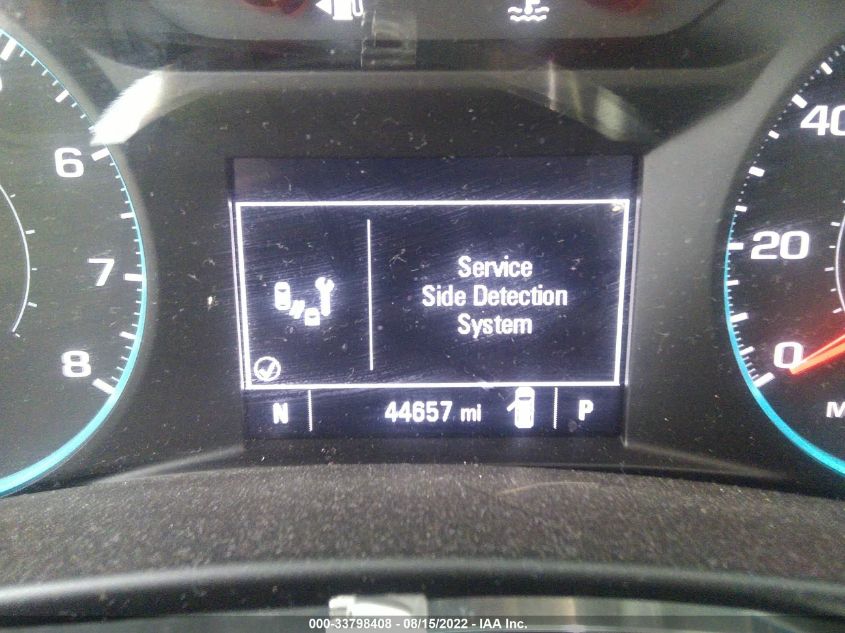 6
7
8
Service
Side Detection
System
N 44657 mi P
40
20
0
M
000-33798408 - 08/15/2022 - IAA Inc.